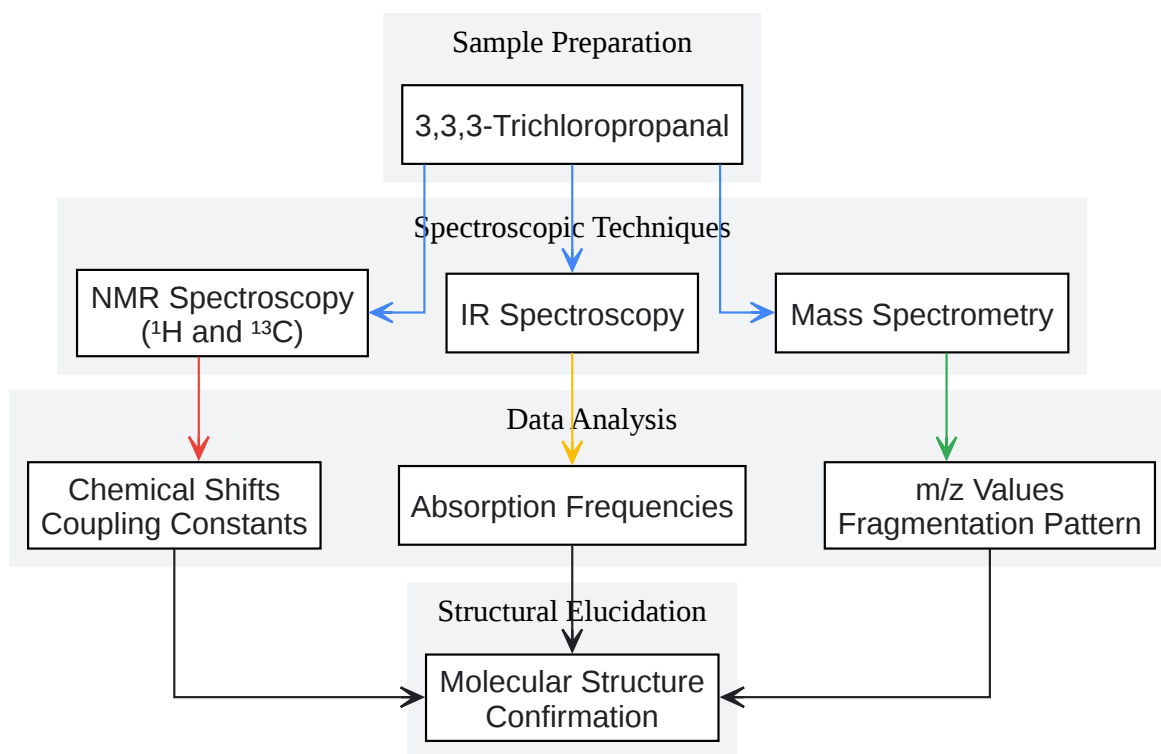 Sample Preparation
3,3,3-Trichloropropanal
Spectroscopic Techniques
NMR Spectroscopy
(¹H and ¹³C)
IR Spectroscopy
Mass Spectrometry
Data Analysis
Chemical Shifts
Coupling Constants
Absorption Frequencies
m/z Values
Fragmentation Pattern
Structural Elucidation
Molecular Structure
Confirmation